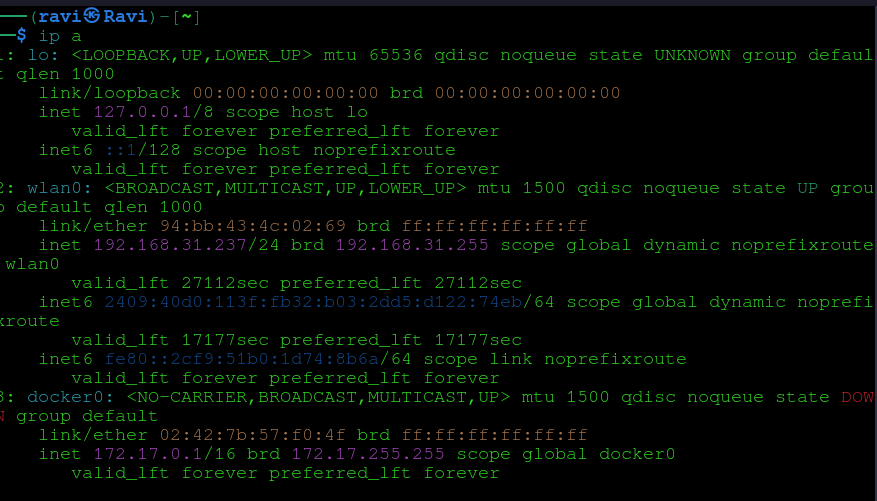 (ravi㉿Ravi)-[~]
$ ip a
1: lo: <LOOPBACK,UP,LOWER_UP> mtu 65536 qdisc noqueue state UNKNOWN group defaul
t qlen 1000
link/loopback 00:00:00:00:00:00 brd 00:00:00:00:00:00
inet 127.0.0.1/8 scope host lo
valid_lft forever preferred_lft forever
inet6 ::1/128 scope host noprefixroute
valid_lft forever preferred_lft forever
2: wlan0: <BROADCAST,MULTICAST,UP,LOWER_UP> mtu 1500 qdisc noqueue state UP grou
p default qlen 1000
link/ether 94:bb:43:4c:02:69 brd ff:ff:ff:ff:ff:ff
inet 192.168.31.237/24 brd 192.168.31.255 scope global dynamic noprefixroute
wlan0
valid_lft 27112sec preferred_lft 27112sec
inet6 2409:40d0:113f:fb32:b03:2dd5:d122:74eb/64 scope global dynamic noprefi
xroute
valid_lft 17177sec preferred_lft 17177sec
inet6 fe80::2cf9:51b0:1d74:8b6a/64 scope link noprefixroute
valid_lft forever preferred_lft forever
3: docker0: <NO-CARRIER,BROADCAST,MULTICAST,UP> mtu 1500 qdisc noqueue state DOW
N group default
link/ether 02:42:7b:57:f0:4f brd ff:ff:ff:ff:ff:ff
inet 172.17.0.1/16 brd 172.17.255.255 scope global docker0
valid_lft forever preferred_lft forever